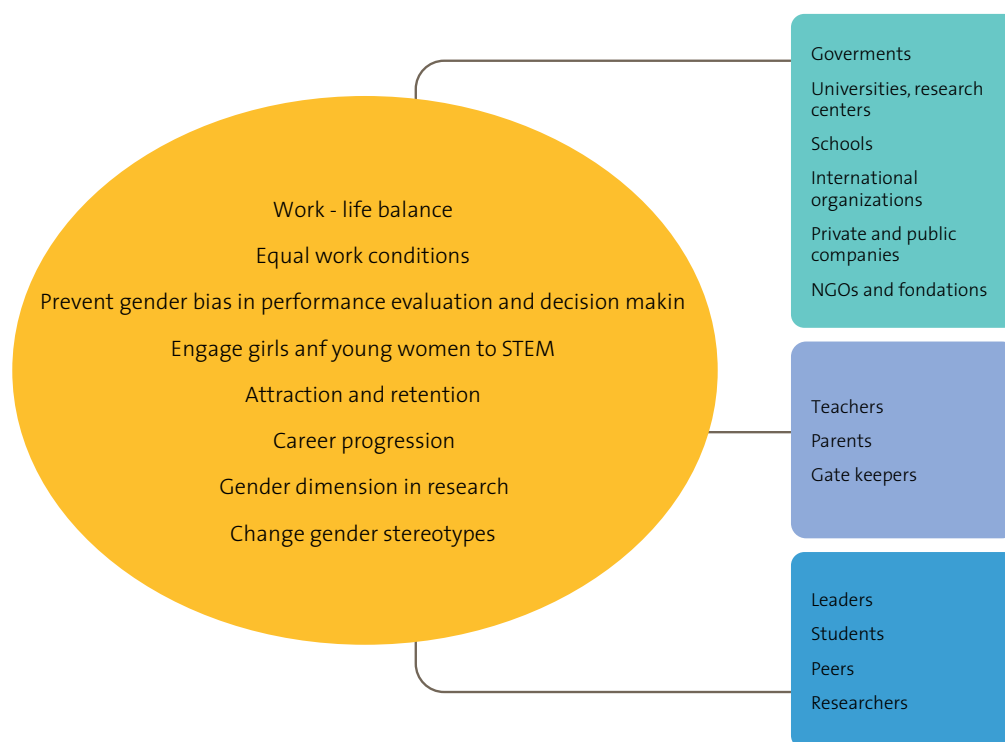 Work - life balance
Equal work conditions
Prevent gender bias in performance evaluation and decision makin
Engage girls anf young women to STEM
Attraction and retention
Career progression
Gender dimension in research
Change gender stereotypes
Goverments
Universities, research
centers
Schools
International
organizations
Private and public
companies
NGOs and fondations
Teachers
Parents
Gate keepers
Leaders
Students
Peers
Researchers